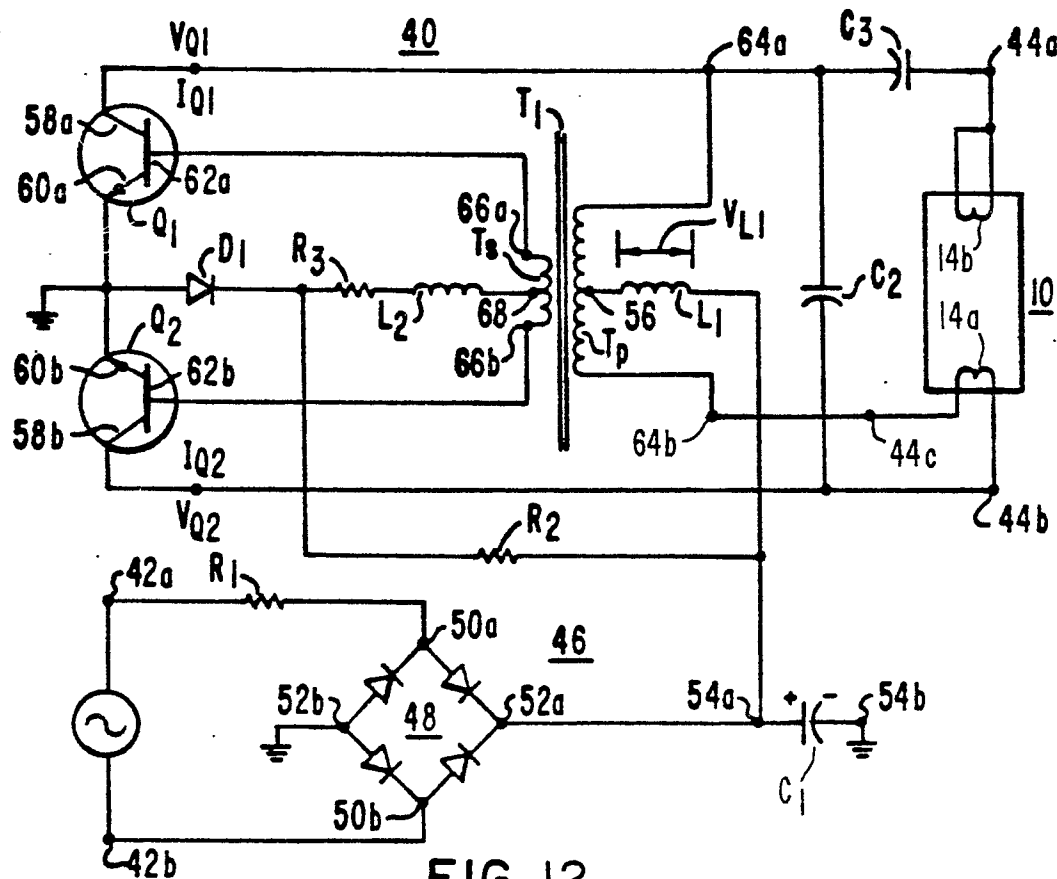 VQ1
40
64a
C3
44a
IQ1
58a
T1
60a
62a
Q1
66a
Ts
VL1
14b
D1
R3
C2
10
Q2
L2
68
56
L1
14a
60b
62b
66b
Tp
58b
64b
44c
IQ2
VQ2
44b
R2
42a
R1
50a
46
52b
48
52a
54a
+
-
54b
C1
50b
42b
FIG. 12